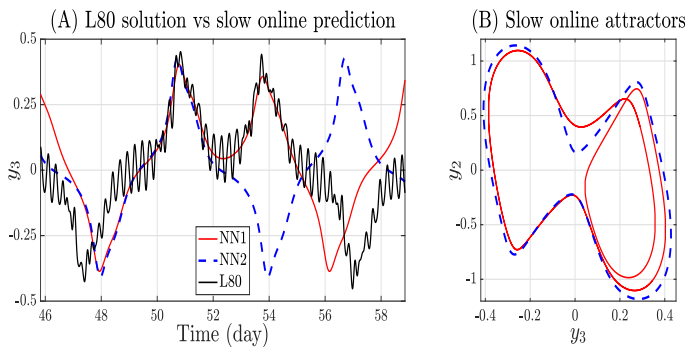 (A) L80 solution vs slow online prediction
y3
0.5
0.25
0
-0.25
-0.5
46 48 50 52 54 56 58
Time (day)
NN1
NN2
L80
(B) Slow online attractors
y2
1
0.5
0
-0.5
-1
-0.4 -0.2 0 0.2 0.4
y3